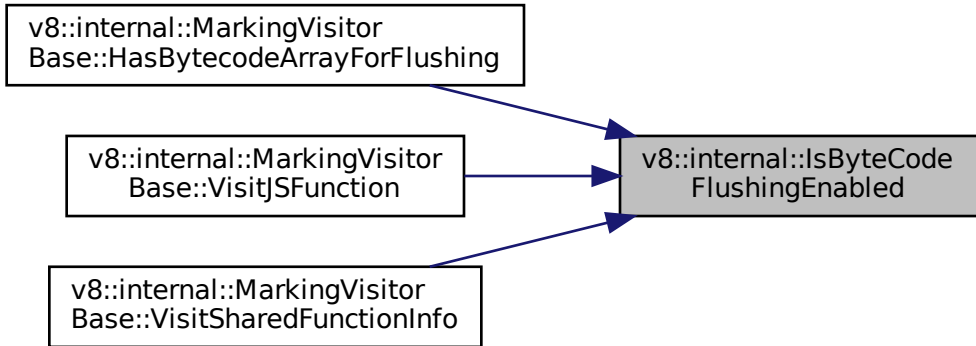 v8::internal::MarkingVisitor
Base::HasBytecodeArrayForFlushing
v8::internal::MarkingVisitor
Base::VisitJSFunction
v8::internal::IsByteCode
FlushingEnabled
v8::internal::MarkingVisitor
Base::VisitSharedFunctionInfo